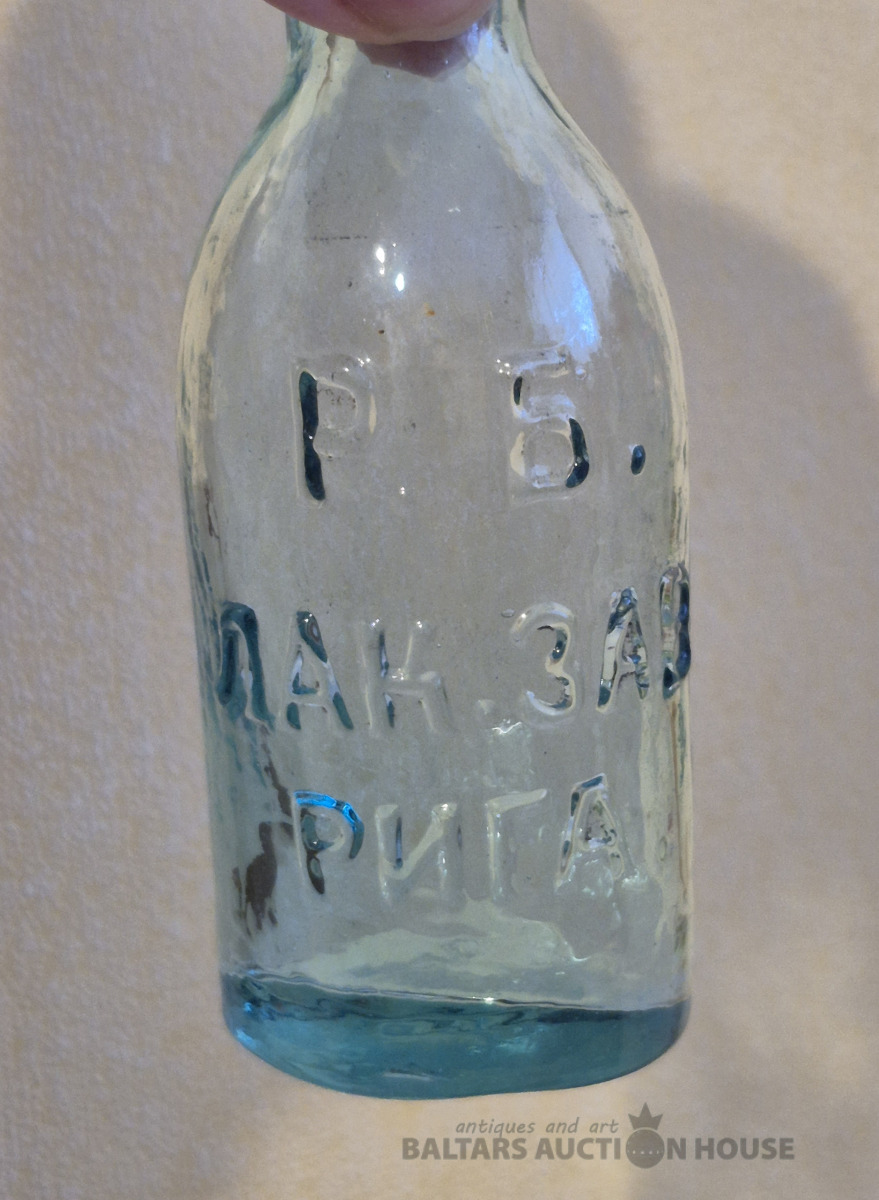 Р Б.
ЛАК.ЗАВ
РИГА
antiques and art
BALTARS AUCTION HOUSE